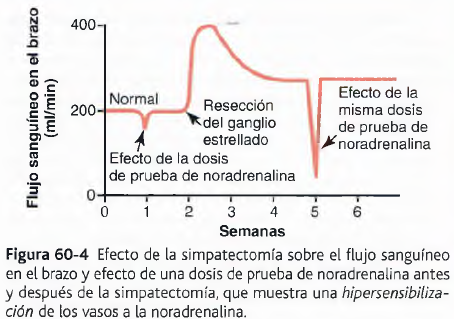 Flujo sanguíneo en el brazo
(ml/min)
400
200
0
Normal
Resección
del ganglio
estrellado
Efecto de la dosis
de prueba de noradrenalina
Efecto de la
misma dosis
de prueba de
noradrenalina
0 1 2 3 4 5 6
Semanas
Figura 60-4 Efecto de la simpatectomía sobre el flujo sanguíneo
en el brazo y efecto de una dosis de prueba de noradrenalina antes
y después de la simpatectomía, que muestra una hipersensibiliza-
ción de los vasos a la noradrenalina.